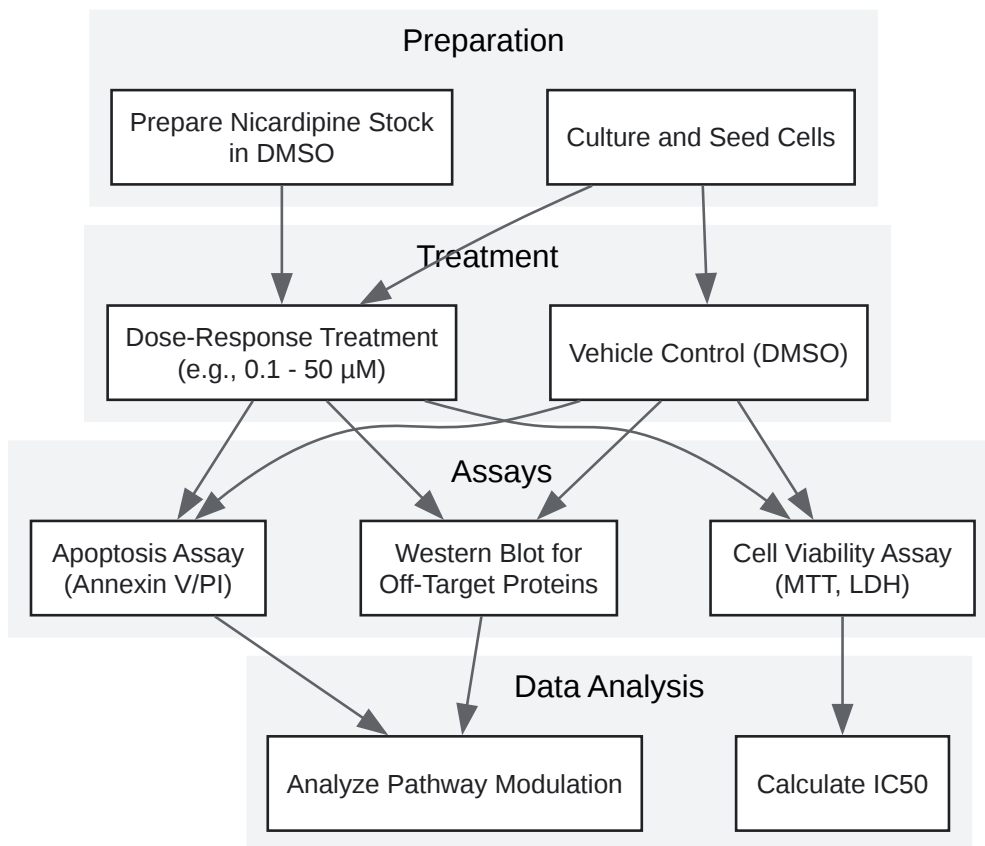 Preparation
Prepare Nicardipine Stock
in DMSO
Culture and Seed Cells
Treatment
Dose-Response Treatment
(e.g., 0.1 - 50 µM)
Vehicle Control (DMSO)
Assays
Apoptosis Assay
(Annexin V/PI)
Western Blot for
Off-Target Proteins
Cell Viability Assay
(MTT, LDH)
Data Analysis
Analyze Pathway Modulation
Calculate IC50